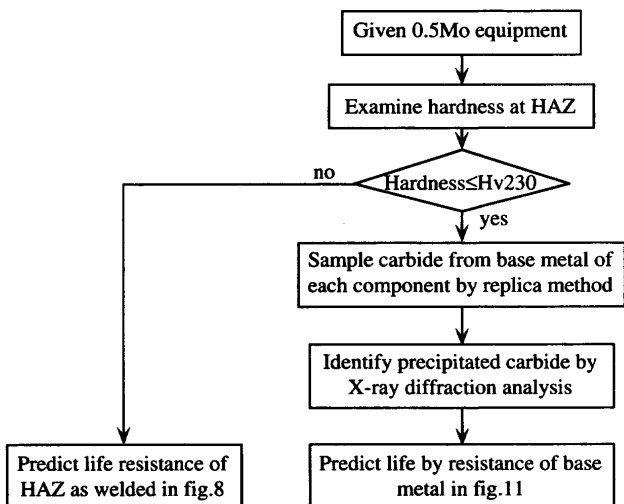 Given 0.5Mo equipment
Examine hardness at HAZ
Hardness≤Hv230
no
yes
Sample carbide from base metal of
each component by replica method
Identify precipitated carbide by
X-ray diffraction analysis
Predict life resistance of
HAZ as welded in fig.8
Predict life by resistance of base
metal in fig.11